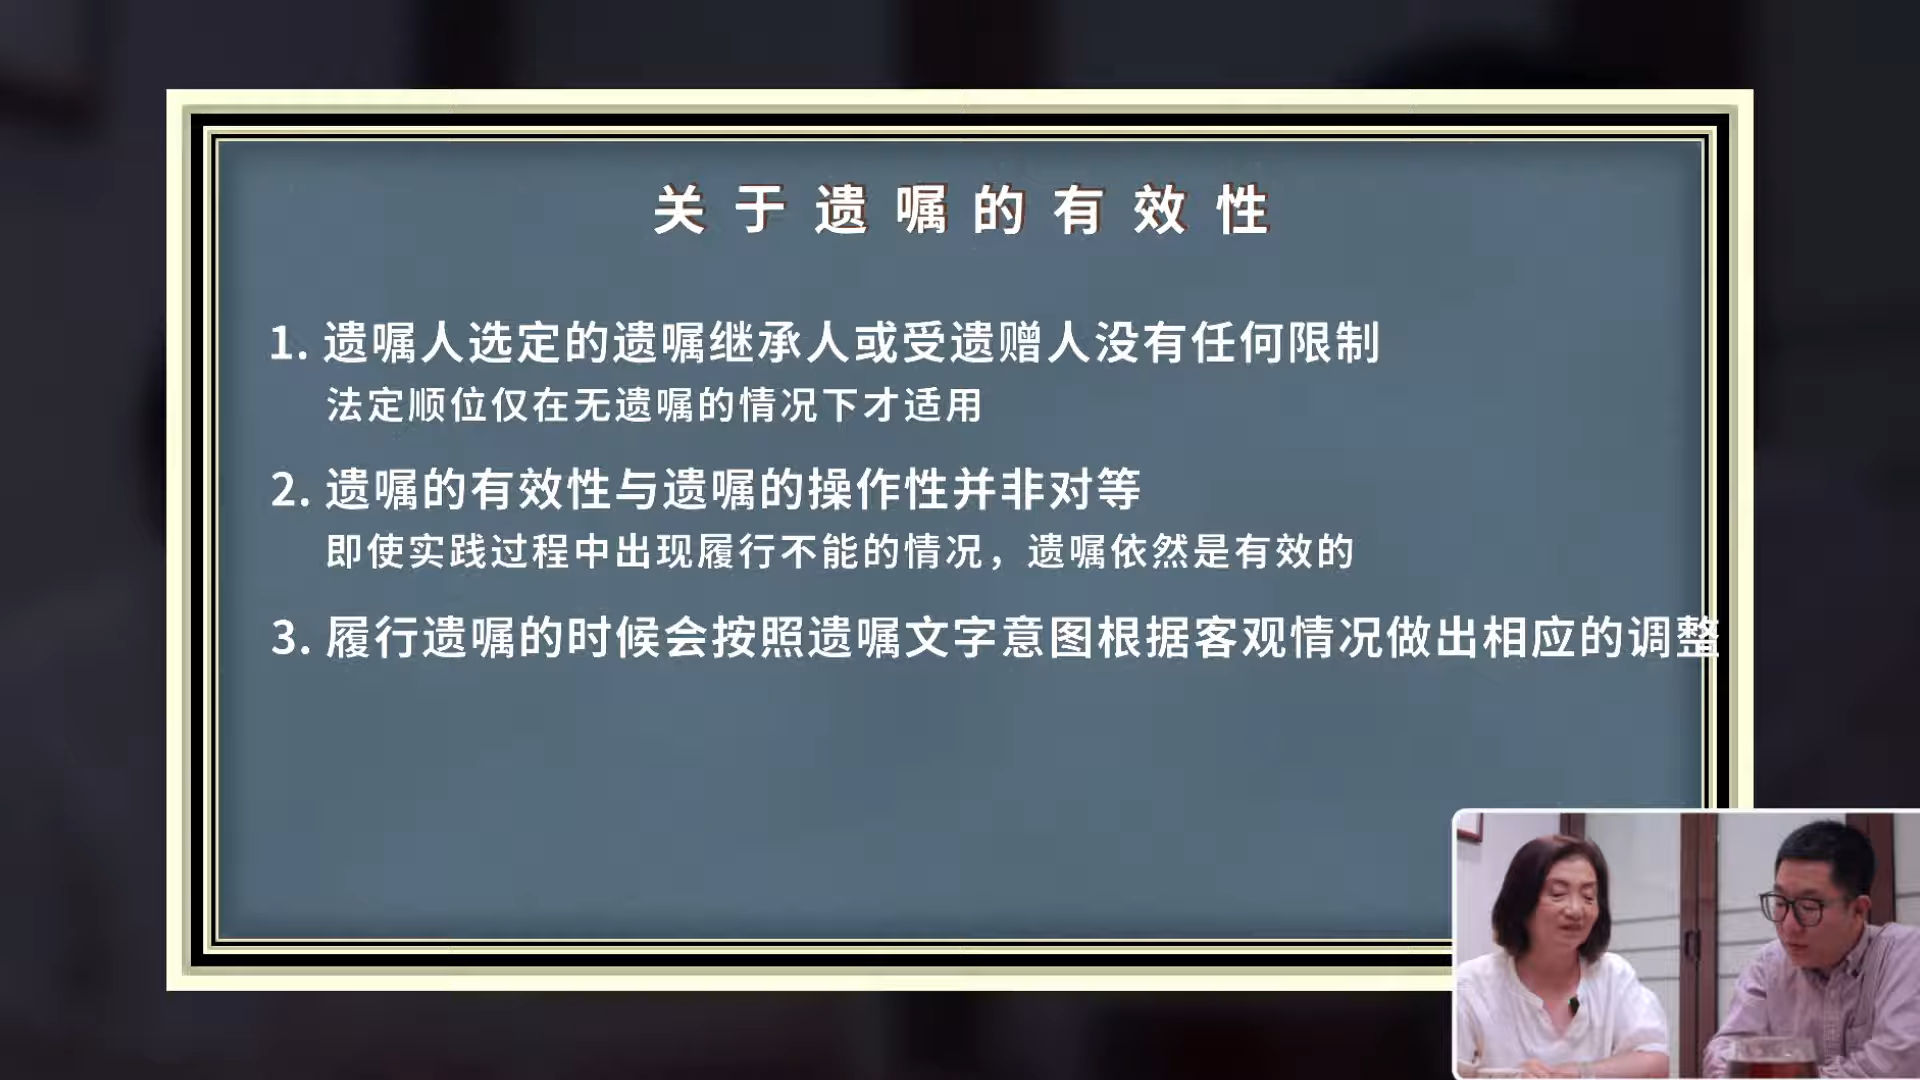 关于遗嘱的有效性
1. 遗嘱人选定的遗嘱继承人或受遗赠人没有任何限制
法定顺位仅在无遗嘱的情况下才适用
2. 遗嘱的有效性与遗嘱的操作性并非对等
即使实践过程中出现履行不能的情况，遗嘱依然是有效的
3. 履行遗嘱的时候会按照遗嘱文字意图根据客观情况做出相应的调整